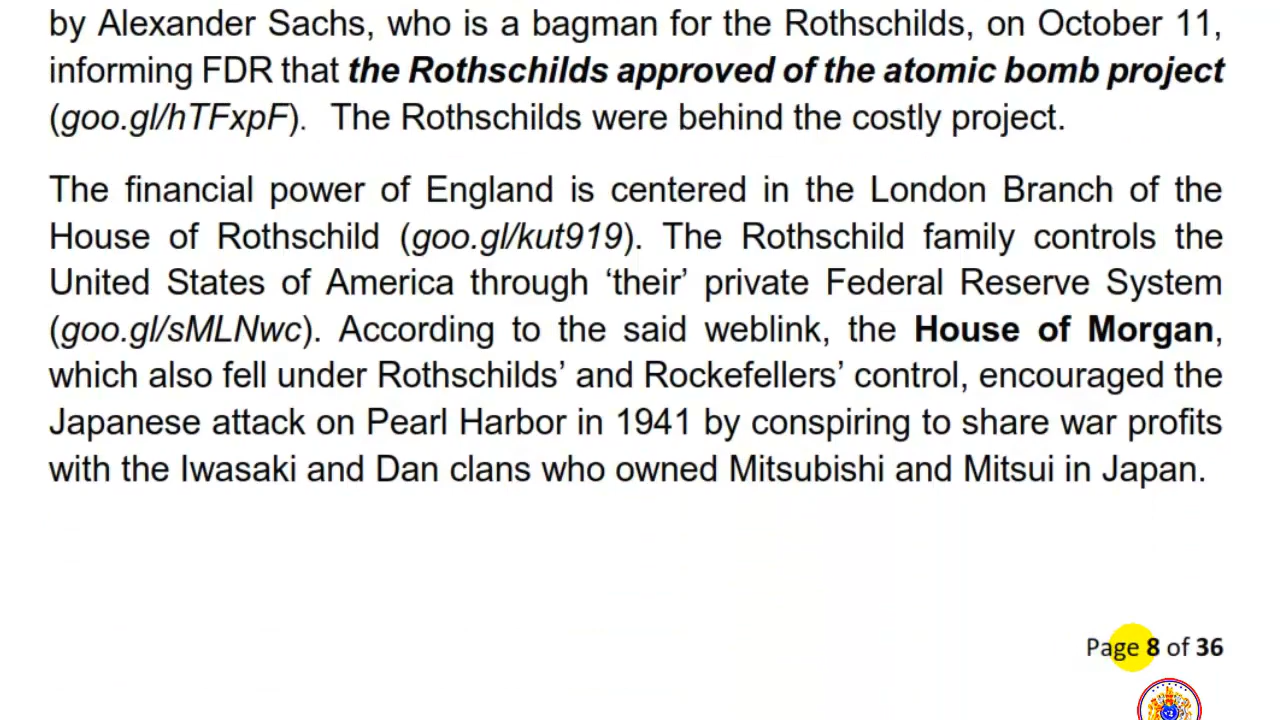 by Alexander Sachs, who is a bagman for the Rothschilds, on October 11,
informing FDR that the Rothschilds approved of the atomic bomb project
(goo.gl/hTFxpF). The Rothschilds were behind the costly project.
The financial power of England is centered in the London Branch of the
House of Rothschild (goo.gl/kut919). The Rothschild family controls the
United States of America through ‘their’ private Federal Reserve System
(goo.gl/sMLNwc). According to the said weblink, the House of Morgan,
which also fell under Rothschilds’ and Rockefellers’ control, encouraged the
Japanese attack on Pearl Harbor in 1941 by conspiring to share war profits
with the Iwasaki and Dan clans who owned Mitsubishi and Mitsui in Japan.
Page 8 of 36